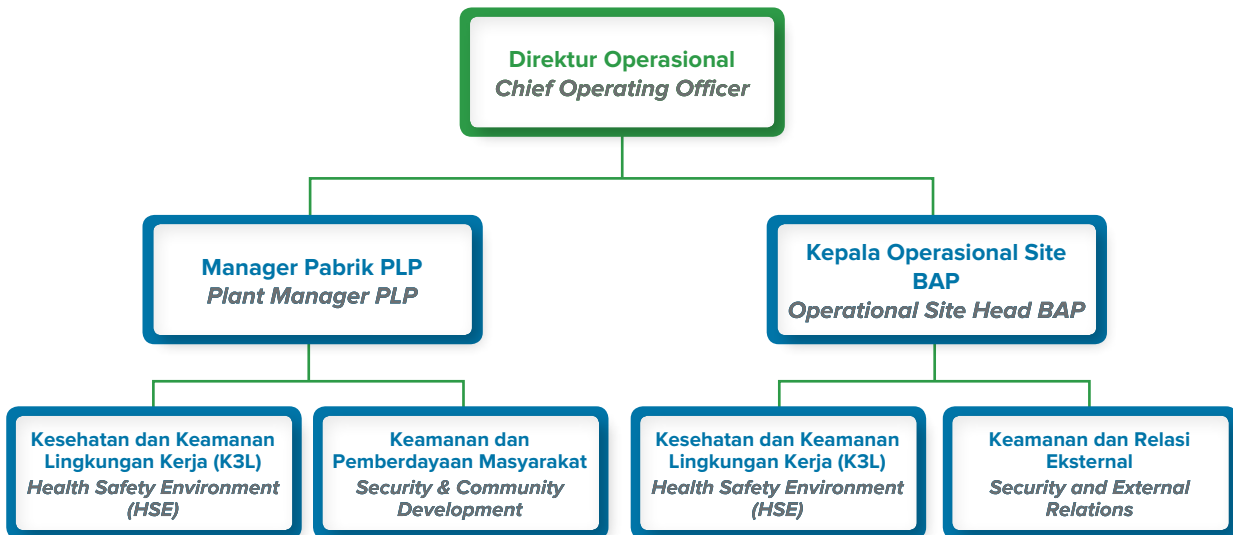 Direktur Operasional
Chief Operating Officer
Manager Pabrik PLP
Plant Manager PLP
Kepala Operasional Site
BAP
Operational Site Head BAP
Kesehatan dan Keamanan
Lingkungan Kerja (K3L)
Health Safety Environment
(HSE)
Keamanan dan
Pemberdayaan Masyarakat
Security & Community
Development
Kesehatan dan Keamanan
Lingkungan Kerja (K3L)
Health Safety Environment
(HSE)
Keamanan dan Relasi
Eksternal
Security and External
Relations